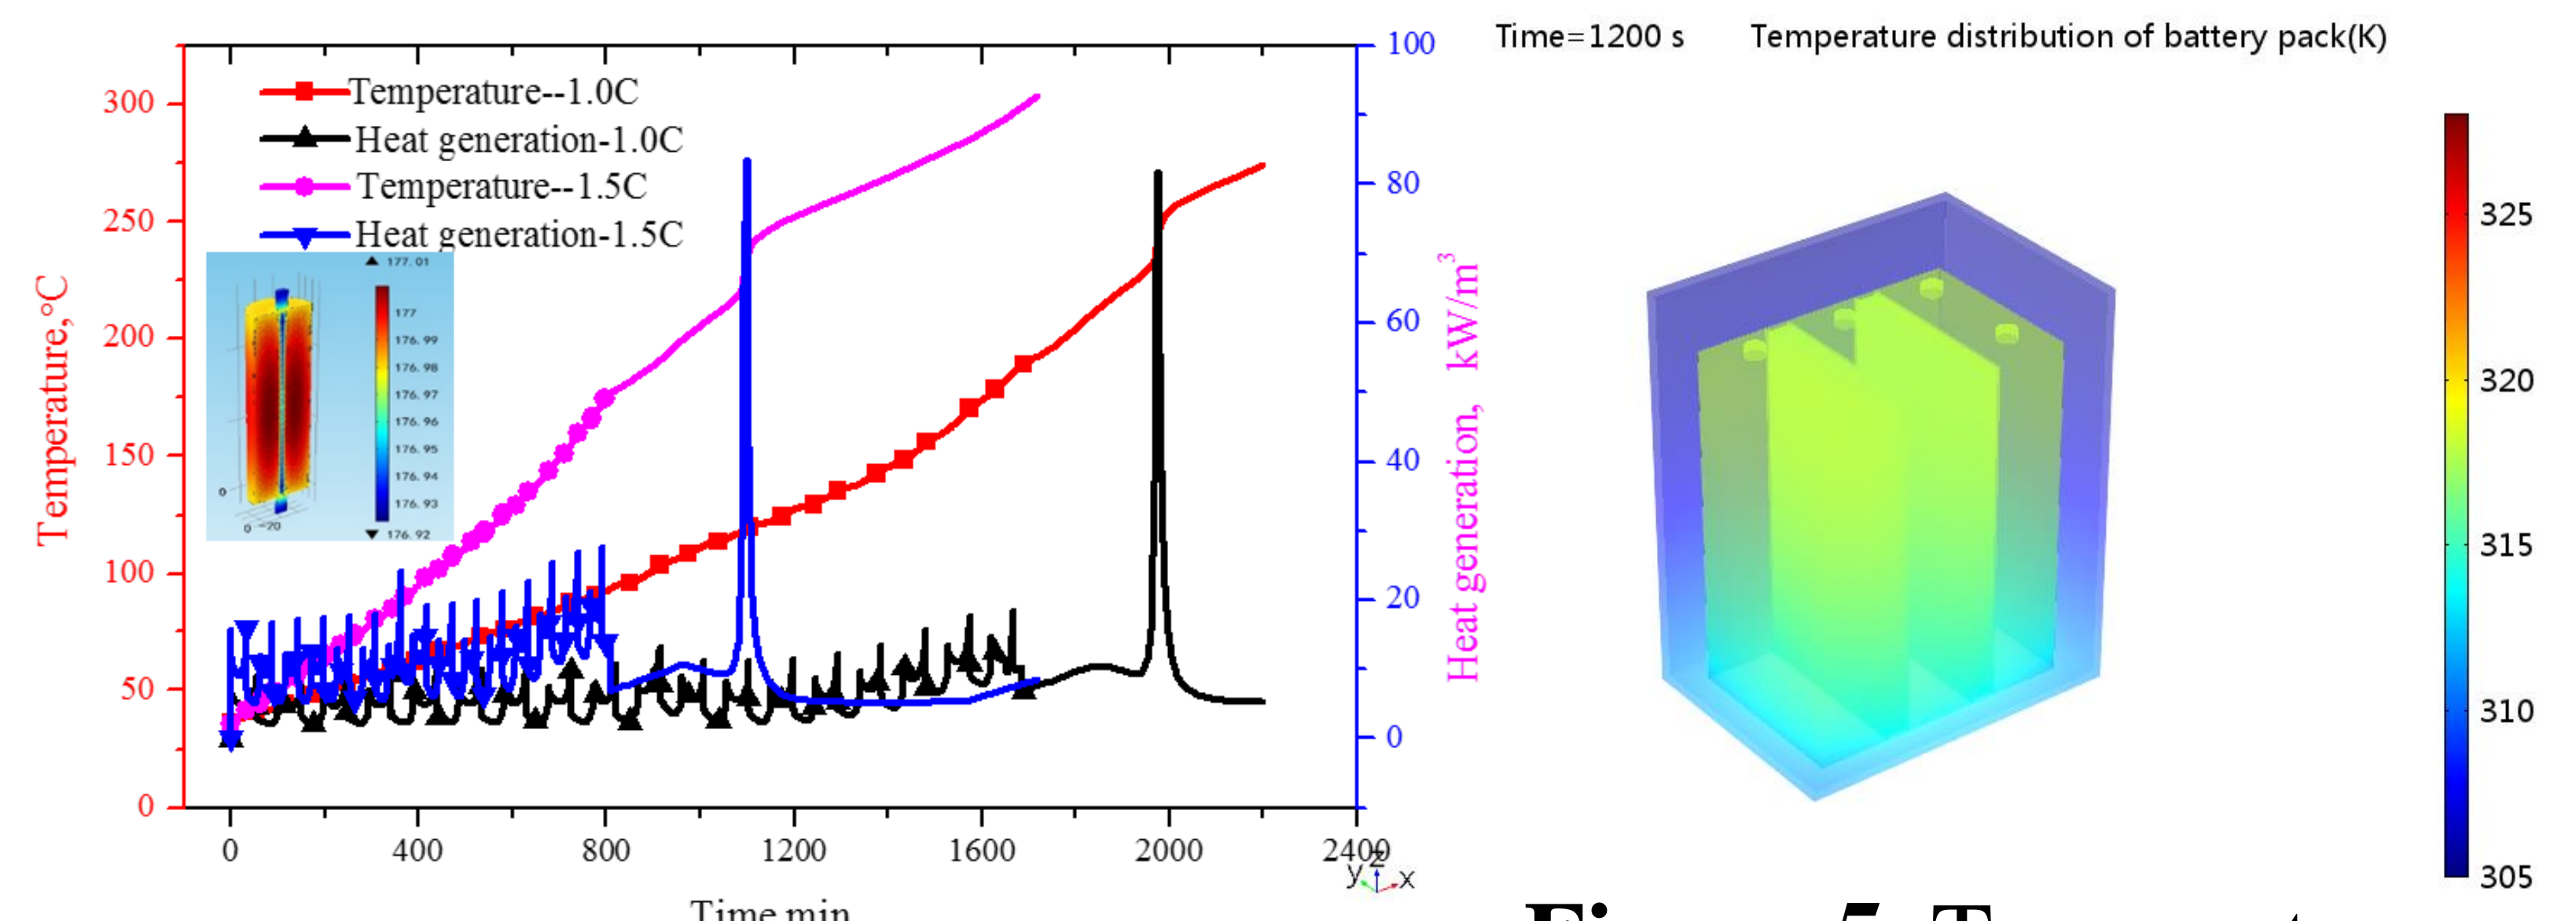 Temperature--1.0C
Heat generation-1.0C
Temperature--1.5C
Heat generation-1.5C
300
250
200
150
100
50
0
Temperature,°C
177.01
177
176.99
176.98
176.97
176.96
176.95
176.94
176.93
176.92
0
0 -20
100
80
60
40
20
0
Heat generation, kW/m³
0 400 800 1200 1600 2000 2400
Time min
z
y x
Time=1200 s Temperature distribution of battery pack(K)
325
320
315
310
305